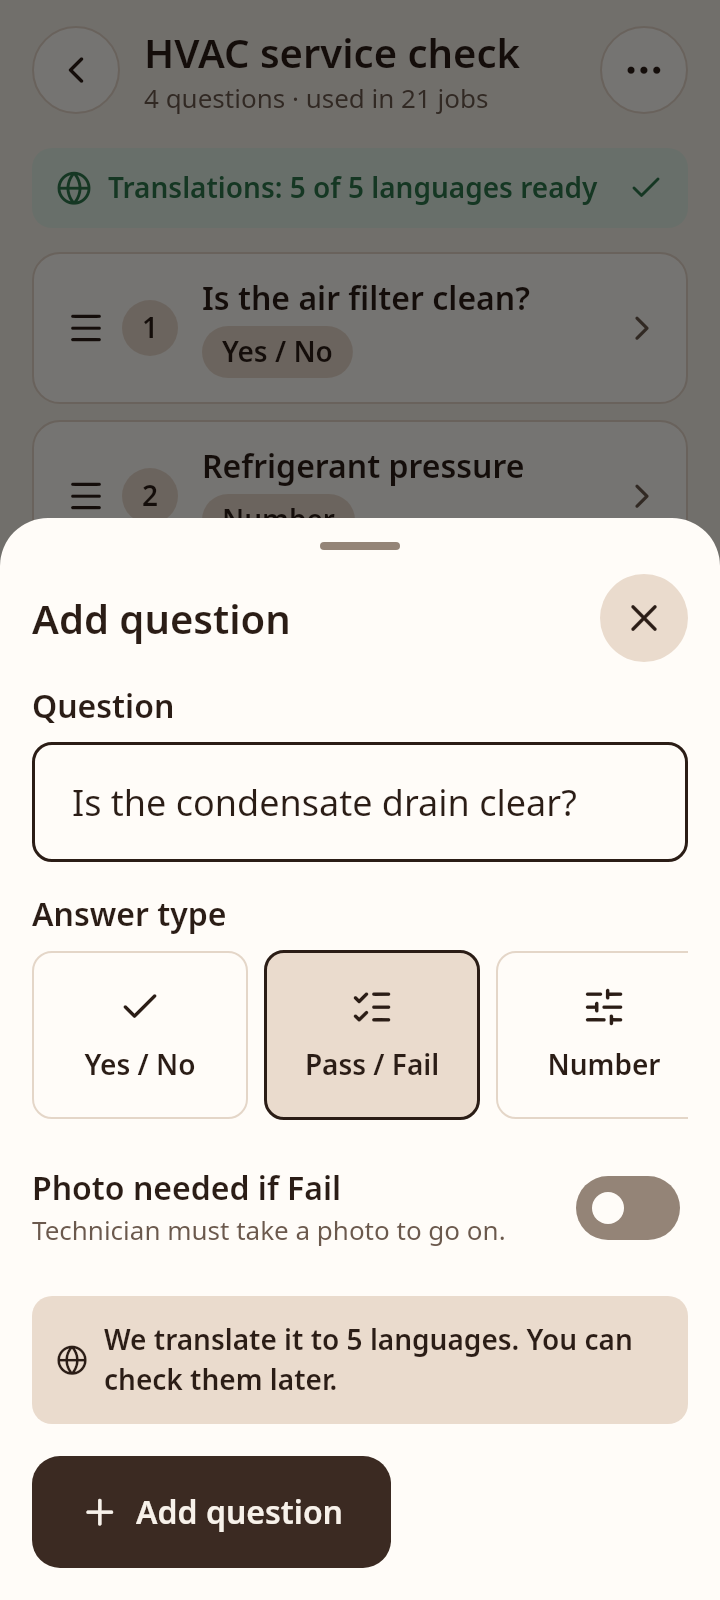 HVAC service check
4 questions · used in 21 jobs
Translations: 5 of 5 languages ready
1
Is the air filter clean?
Yes / No
2
Refrigerant pressure
Number
Add question
Question
Is the condensate drain clear?
Answer type
Yes / No
Pass / Fail
Number
Photo needed if Fail
Technician must take a photo to go on.
We translate it to 5 languages. You can
check them later.
Add question